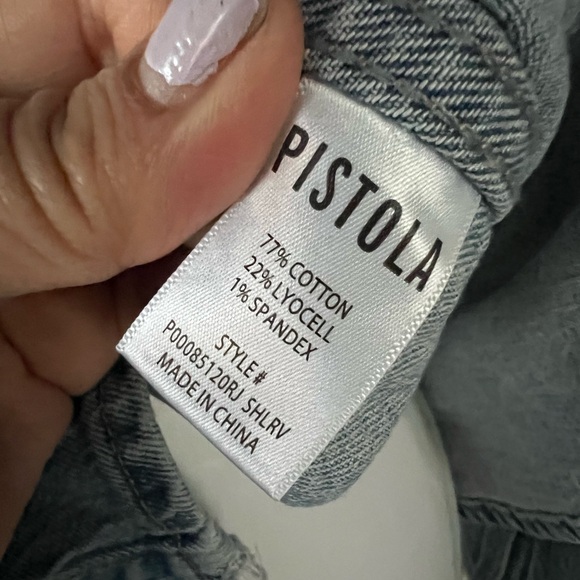 PISTOLA
77% COTTON
22% LYOCELL
1% SPANDEX
STYLE #
P00085120RJ SHLRV
MADE IN CHINA